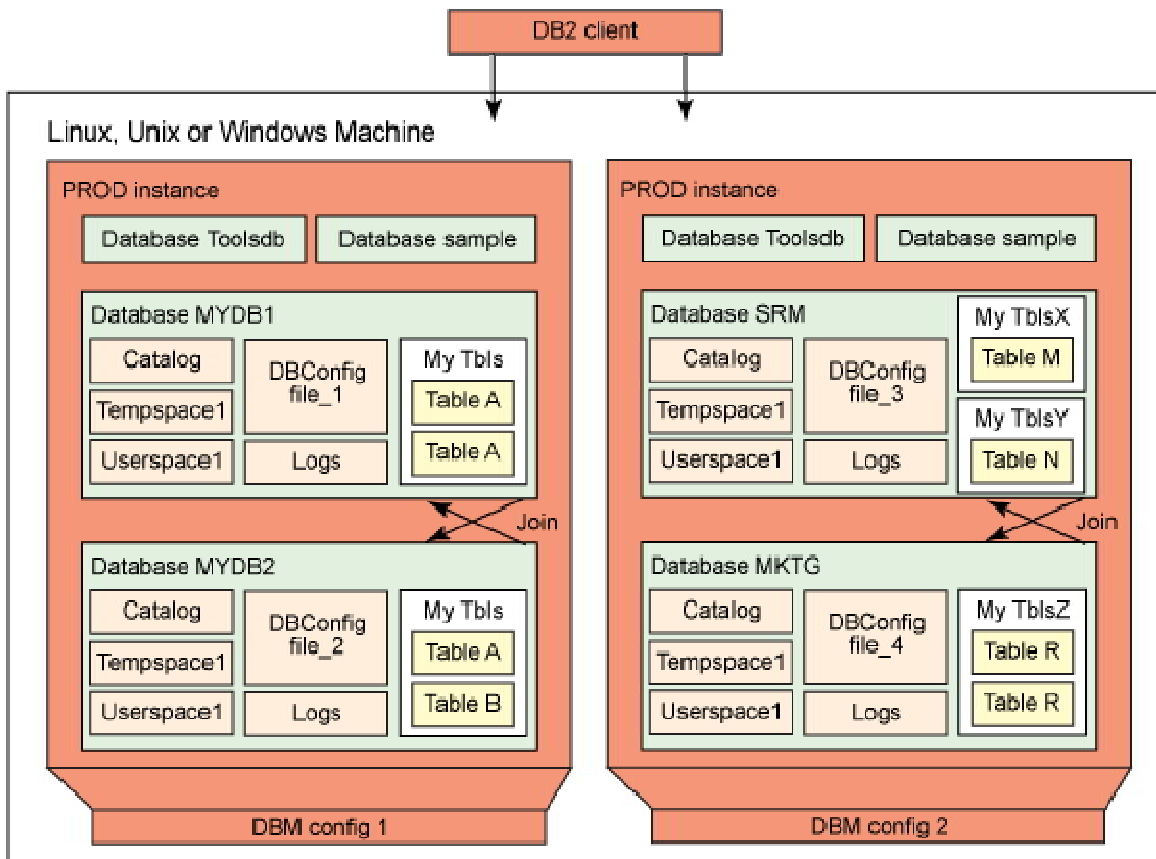 DB2 client
Linux, Unix or Windows Machine
PROD instance
Database Toolsdb
Database sample
Database MYDB1
Catalog
Tempspace1
Userspace1
DBConfig
file_1
Logs
My Tbls
Table A
Table A
Join
Database MYDB2
Catalog
Tempspace1
Userspace1
DBConfig
file_2
Logs
My Tbls
Table A
Table B
DBM config 1
PROD instance
Database Toolsdb
Database sample
Database SRM
Catalog
Tempspace1
Userspace1
DBConfig
file_3
Logs
My TblsX
Table M
My TblsY
Table N
Join
Database MKTG
Catalog
Tempspace1
Userspace1
DBConfig
file_4
Logs
My TblsZ
Table R
Table R
DBM config 2